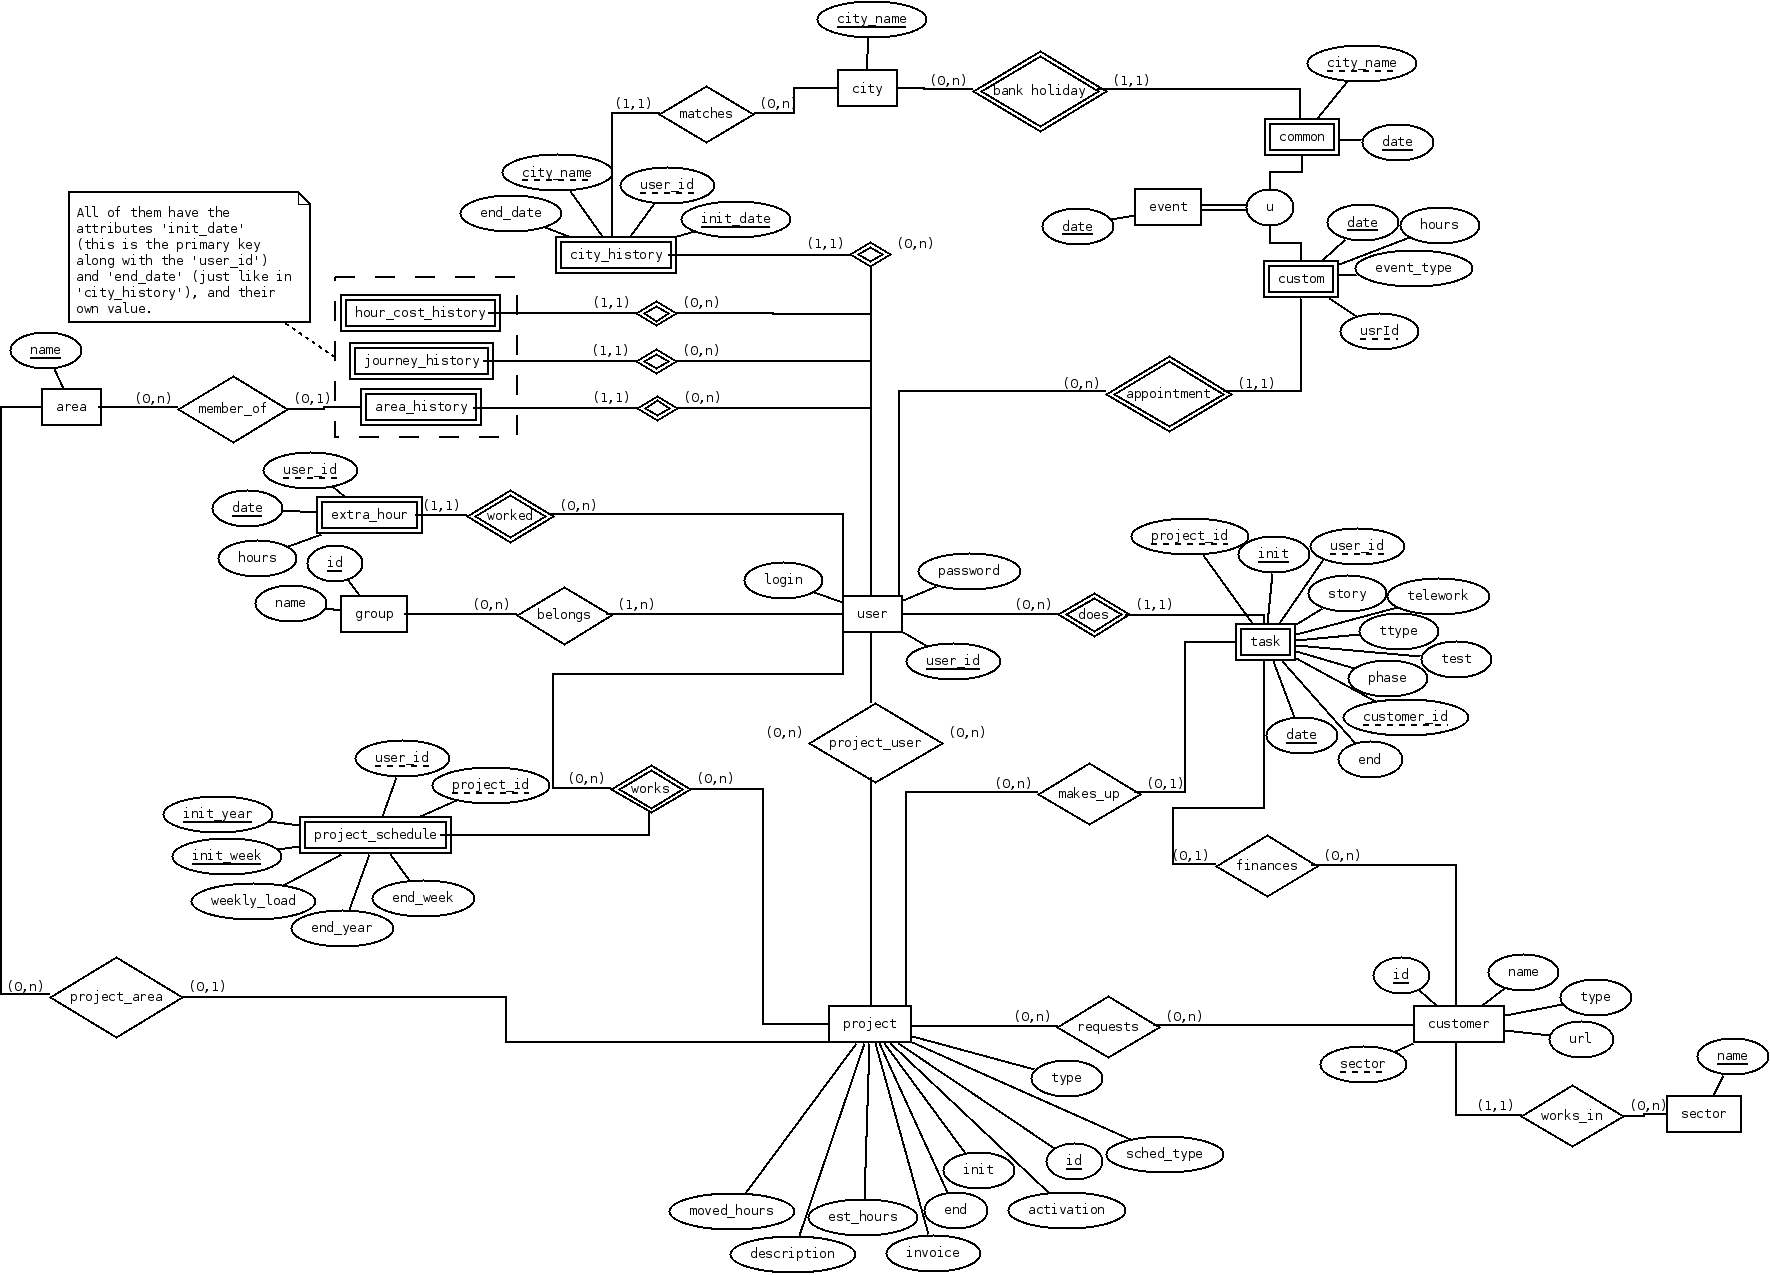 city_name
city
(0,n)
bank holiday
(1,1)
city_name
common
date
(1,1)
matches
(0,n)
city_name
user_id
end_date
init_date
city_history
(1,1)
(0,n)
event
date
u
date
hours
event_type
custom
usrId
All of them have the
attributes 'init_date'
(this is the primary key
along with the 'user_id')
and 'end_date' (just like in
'city_history'), and their
own value.
hour_cost_history
(1,1)
(0,n)
journey_history
(1,1)
(0,n)
area_history
(1,1)
(0,n)
name
area
(0,n)
member_of
(0,1)
(0,n)
appointment
(1,1)
user_id
date
extra_hour
hours
(1,1)
worked
(0,n)
id
name
group
(0,n)
belongs
(1,n)
login
password
user
user_id
(0,n)
does
(1,1)
project_id
init
user_id
story
telework
ttype
test
task
phase
customer_id
date
end
(0,n)
project_user
(0,n)
user_id
project_id
init_year
init_week
project_schedule
weekly_load
end_year
end_week
(0,n)
works
(0,n)
(0,n)
makes_up
(0,1)
(0,1)
finances
(0,n)
(0,n)
project_area
(0,1)
project
(0,n)
requests
(0,n)
id
name
type
customer
url
sector
(1,1)
works_in
(0,n)
name
sector
type
sched_type
id
init
activation
end
est_hours
moved_hours
invoice
description